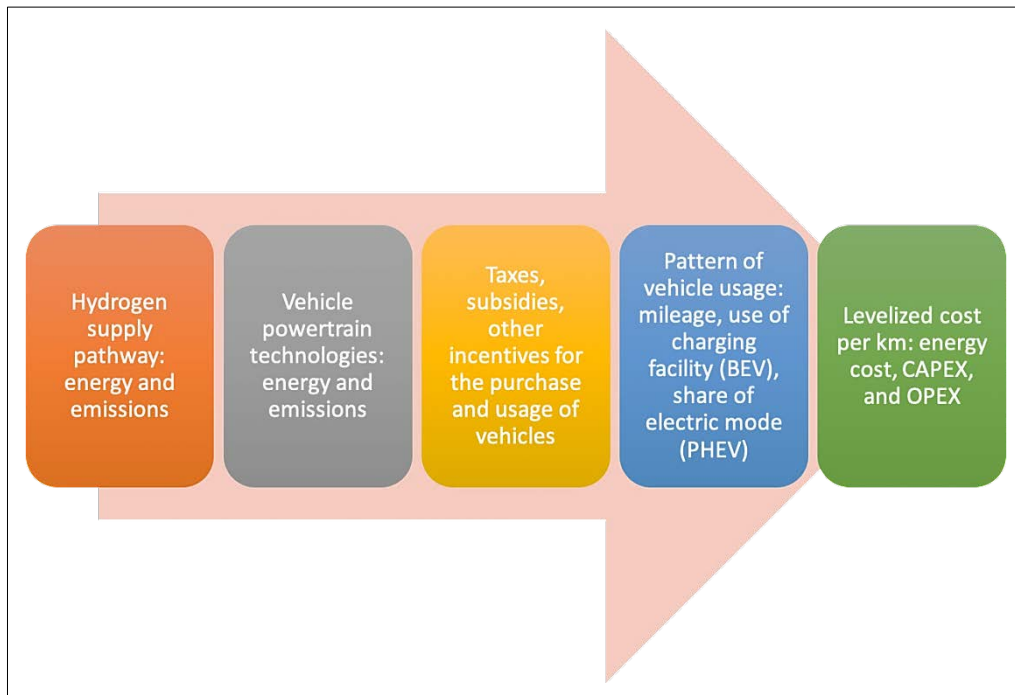 Hydrogen
supply
pathway:
energy and
emissions
Vehicle
powertrain
technologies:
energy and
emissions
Taxes,
subsidies,
other
incentives for
the purchase
and usage of
vehicles
Pattern of
vehicle usage:
mileage, use of
charging
facility (BEV),
share of
electric mode
(PHEV)
Levelized cost
per km: energy
cost, CAPEX,
and OPEX